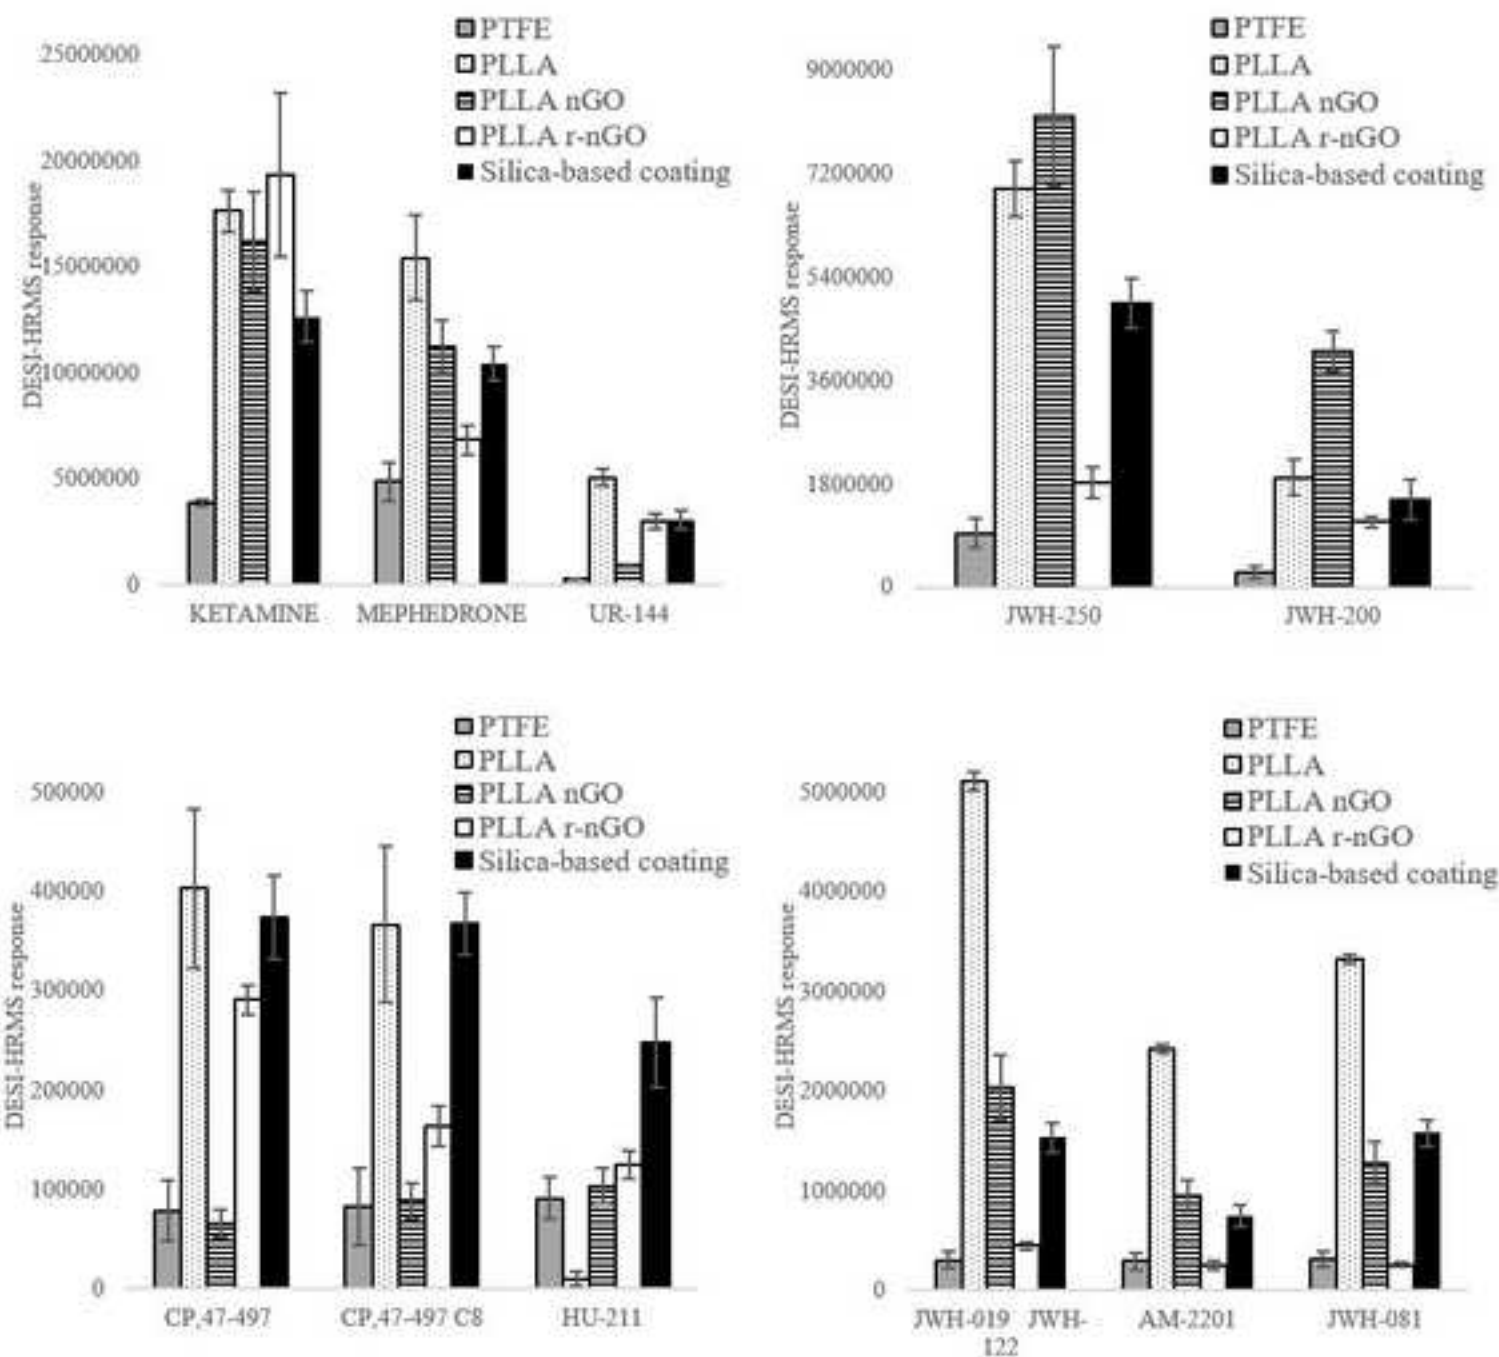 PTFE
PLLA
PLLA nGO
PLLA r-nGO
Silica-based coating
25000000
20000000
15000000
10000000
5000000
0
DESI-HRMS response
KETAMINE MEPHEDRONE UR-144
PTFE
PLLA
PLLA nGO
PLLA r-nGO
Silica-based coating
9000000
7200000
5400000
3600000
1800000
0
DESI-HRMS response
JWH-250 JWH-200
PTFE
PLLA
PLLA nGO
PLLA r-nGO
Silica-based coating
500000
400000
300000
200000
100000
0
DESI-HRMS response
CP,47-497 CP,47-497 C8 HU-211
PTFE
PLLA
PLLA nGO
PLLA r-nGO
Silica-based coating
5000000
4000000
3000000
2000000
1000000
0
DESI-HRMS response
JWH-019 JWH- AM-2201 JWH-081
122